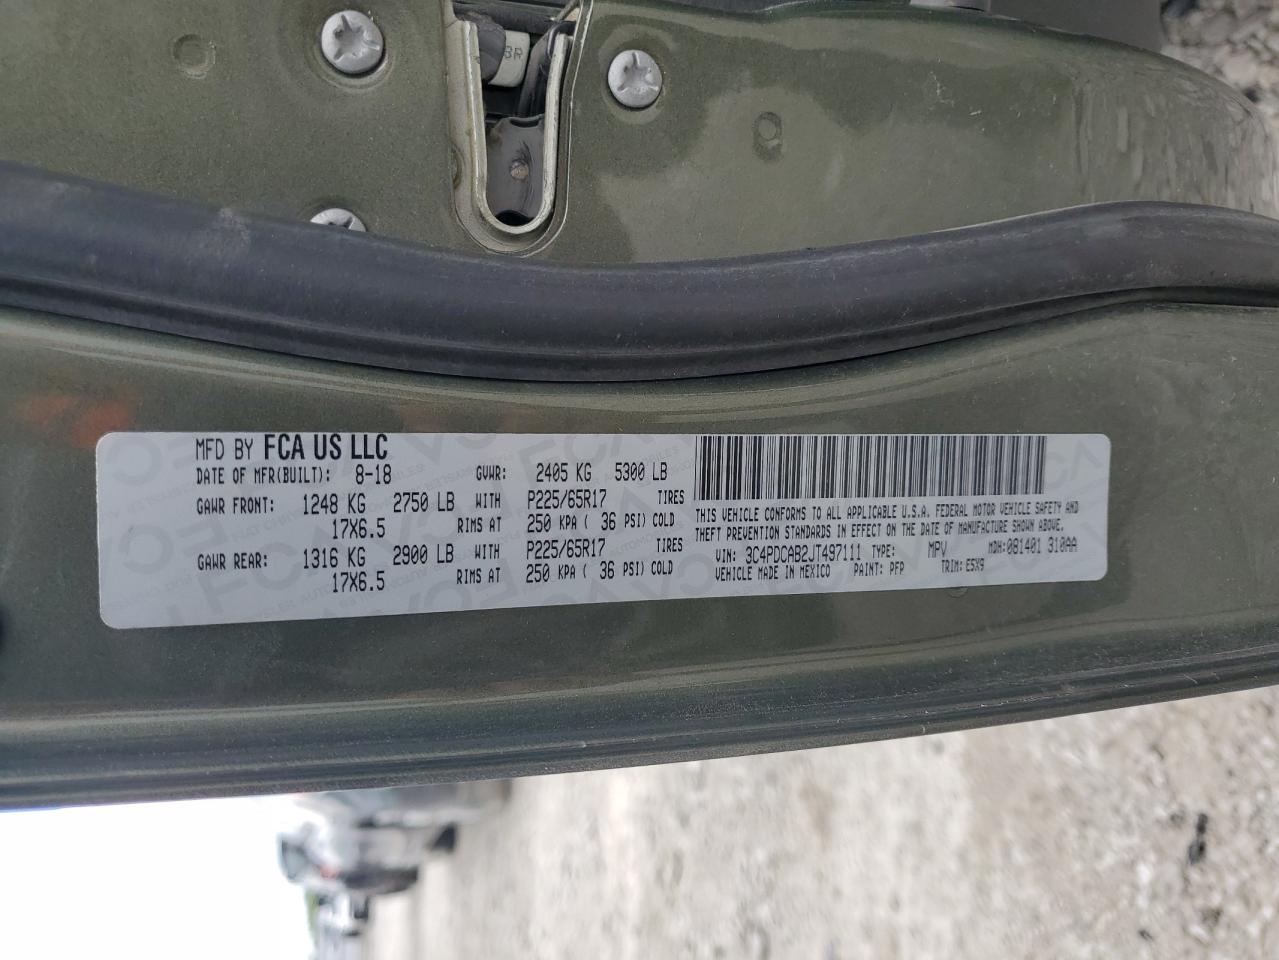 BR
MFD BY FCA US LLC
DATE OF MFR(BUILT): 8-18 GVWR: 2405 KG 5300 LB
GAWR FRONT: 1248 KG 2750 LB WITH P225/65R17 TIRES
17X6.5 RIMS AT 250 KPA ( 36 PSI) COLD
GAWR REAR: 1316 KG 2900 LB WITH P225/65R17 TIRES
17X6.5 RIMS AT 250 KPA ( 36 PSI) COLD
THIS VEHICLE CONFORMS TO ALL APPLICABLE U.S.A. FEDERAL MOTOR VEHICLE SAFETY AND
THEFT PREVENTION STANDARDS IN EFFECT ON THE DATE OF MANUFACTURE SHOWN ABOVE.
VIN: 3C4PDCAB2JT497111 TYPE: MPV MDH:081401 310AA
VEHICLE MADE IN MEXICO PAINT: PFP TRIM: E5X9